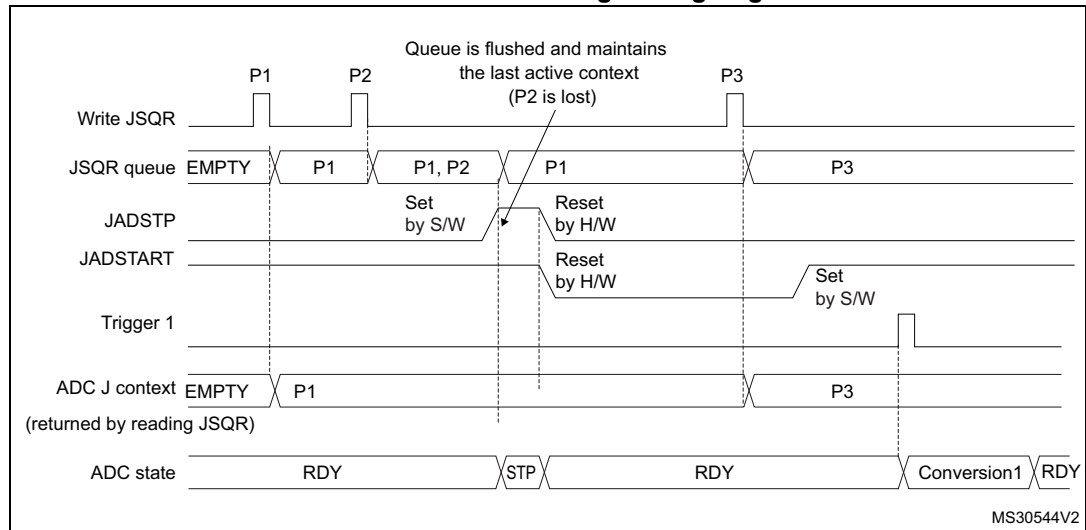 Queue is flushed and maintains
the last active context
(P2 is lost)
P1
P2
P3
Write JSQR
JSQR queue
EMPTY
P1
P1, P2
P1
P3
Set
by S/W
Reset
by H/W
JADSTP
JADSTART
Reset
by H/W
Set
by S/W
Trigger 1
ADC J context
EMPTY
P1
P3
(returned by reading JSQR)
ADC state
RDY
STP
RDY
Conversion1
RDY
MS30544V2